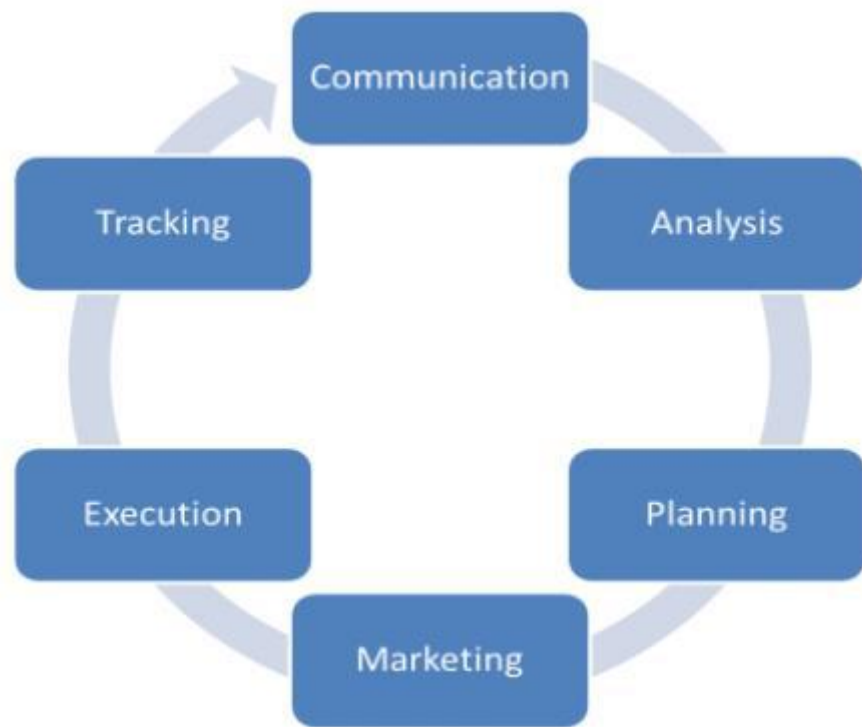 Communication
Analysis
Planning
Marketing
Execution
Tracking